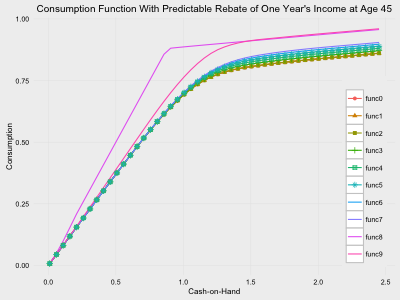 Consumption Function With Predictable Rebate of One Year's Income at Age 45
1.00
0.75
0.50
0.25
0.00
Consumption
0.0
0.5
1.0
1.5
2.0
2.5
Cash-on-Hand
func0
func1
func2
func3
func4
func5
func6
func7
func8
func9